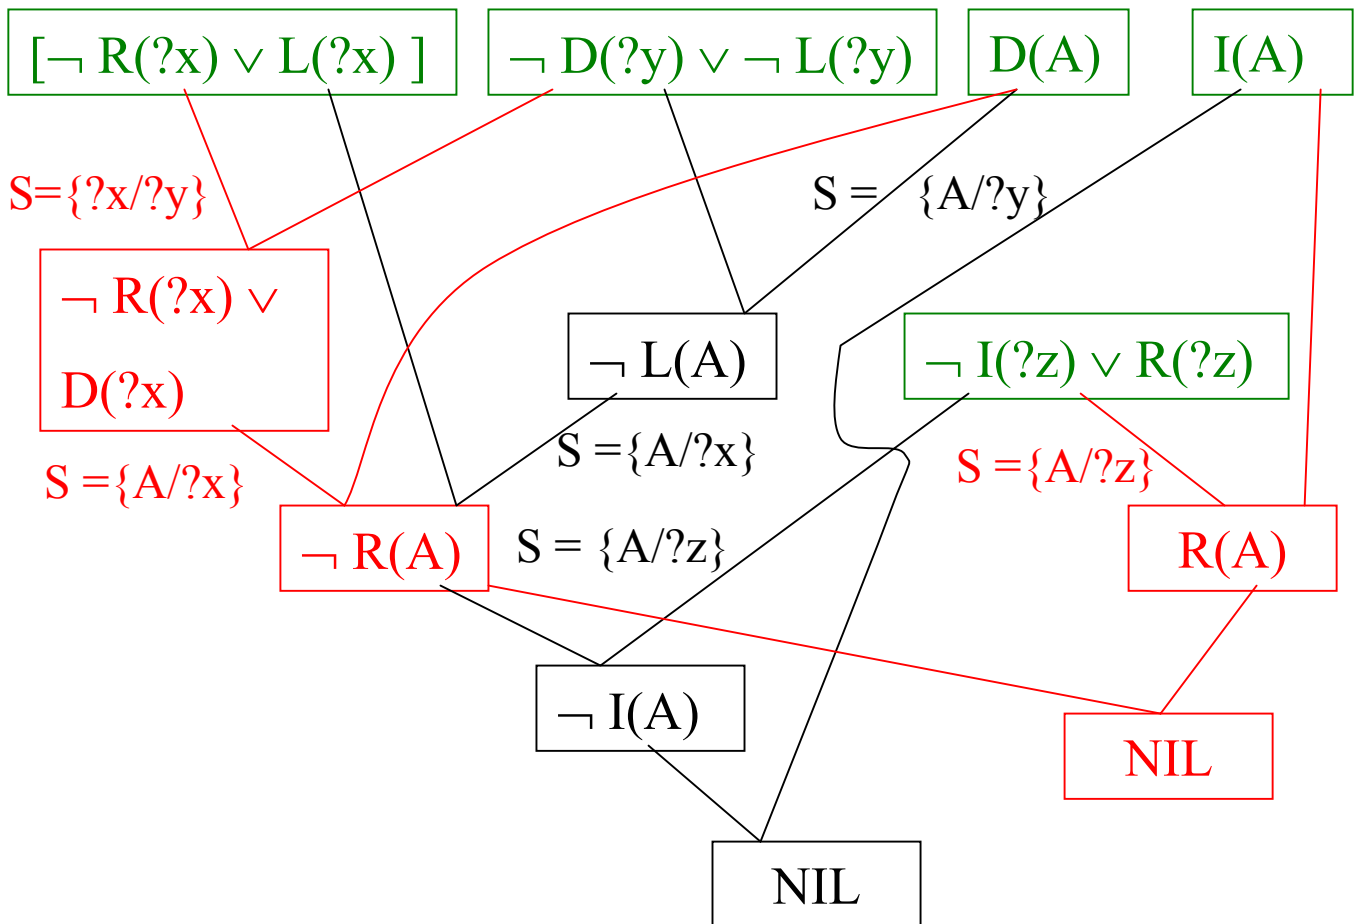 [¬ R(?x) ∨ L(?x) ]
¬ D(?y) ∨ ¬ L(?y)
D(A)
I(A)
S={?x/?y}
S = {A/?y}
¬ R(?x) ∨
D(?x)
¬ L(A)
¬ I(?z) ∨ R(?z)
S ={A/?x}
S ={A/?x}
S ={A/?z}
¬ R(A)
S = {A/?z}
R(A)
¬ I(A)
NIL
NIL